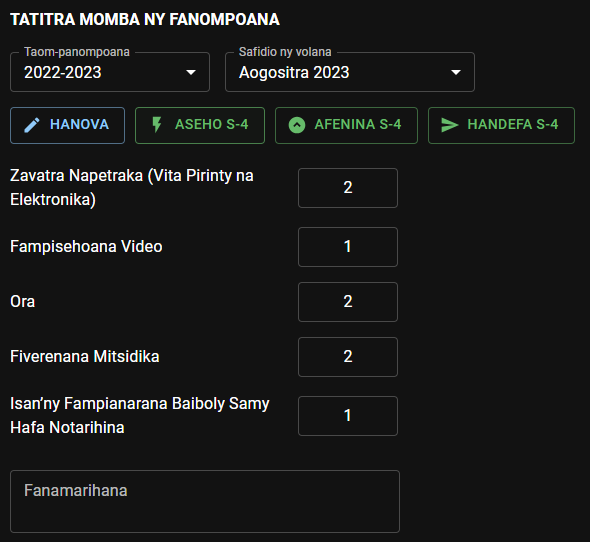 TATITRA MOMBA NY FANOMPOANA
Taom-panompoana
2022-2023
Safidio ny volana
Aogositra 2023
HANOVA
ASEHO S-4
AFENINA S-4
HANDEFA S-4
Zavatra Napetraka (Vita Pirinty na
Elektronika)
2
Fampisehoana Video
1
Ora
2
Fiverenana Mitsidika
2
Isan’ny Fampianarana Baiboly Samy
Hafa Notarihina
1
Fanamarihana